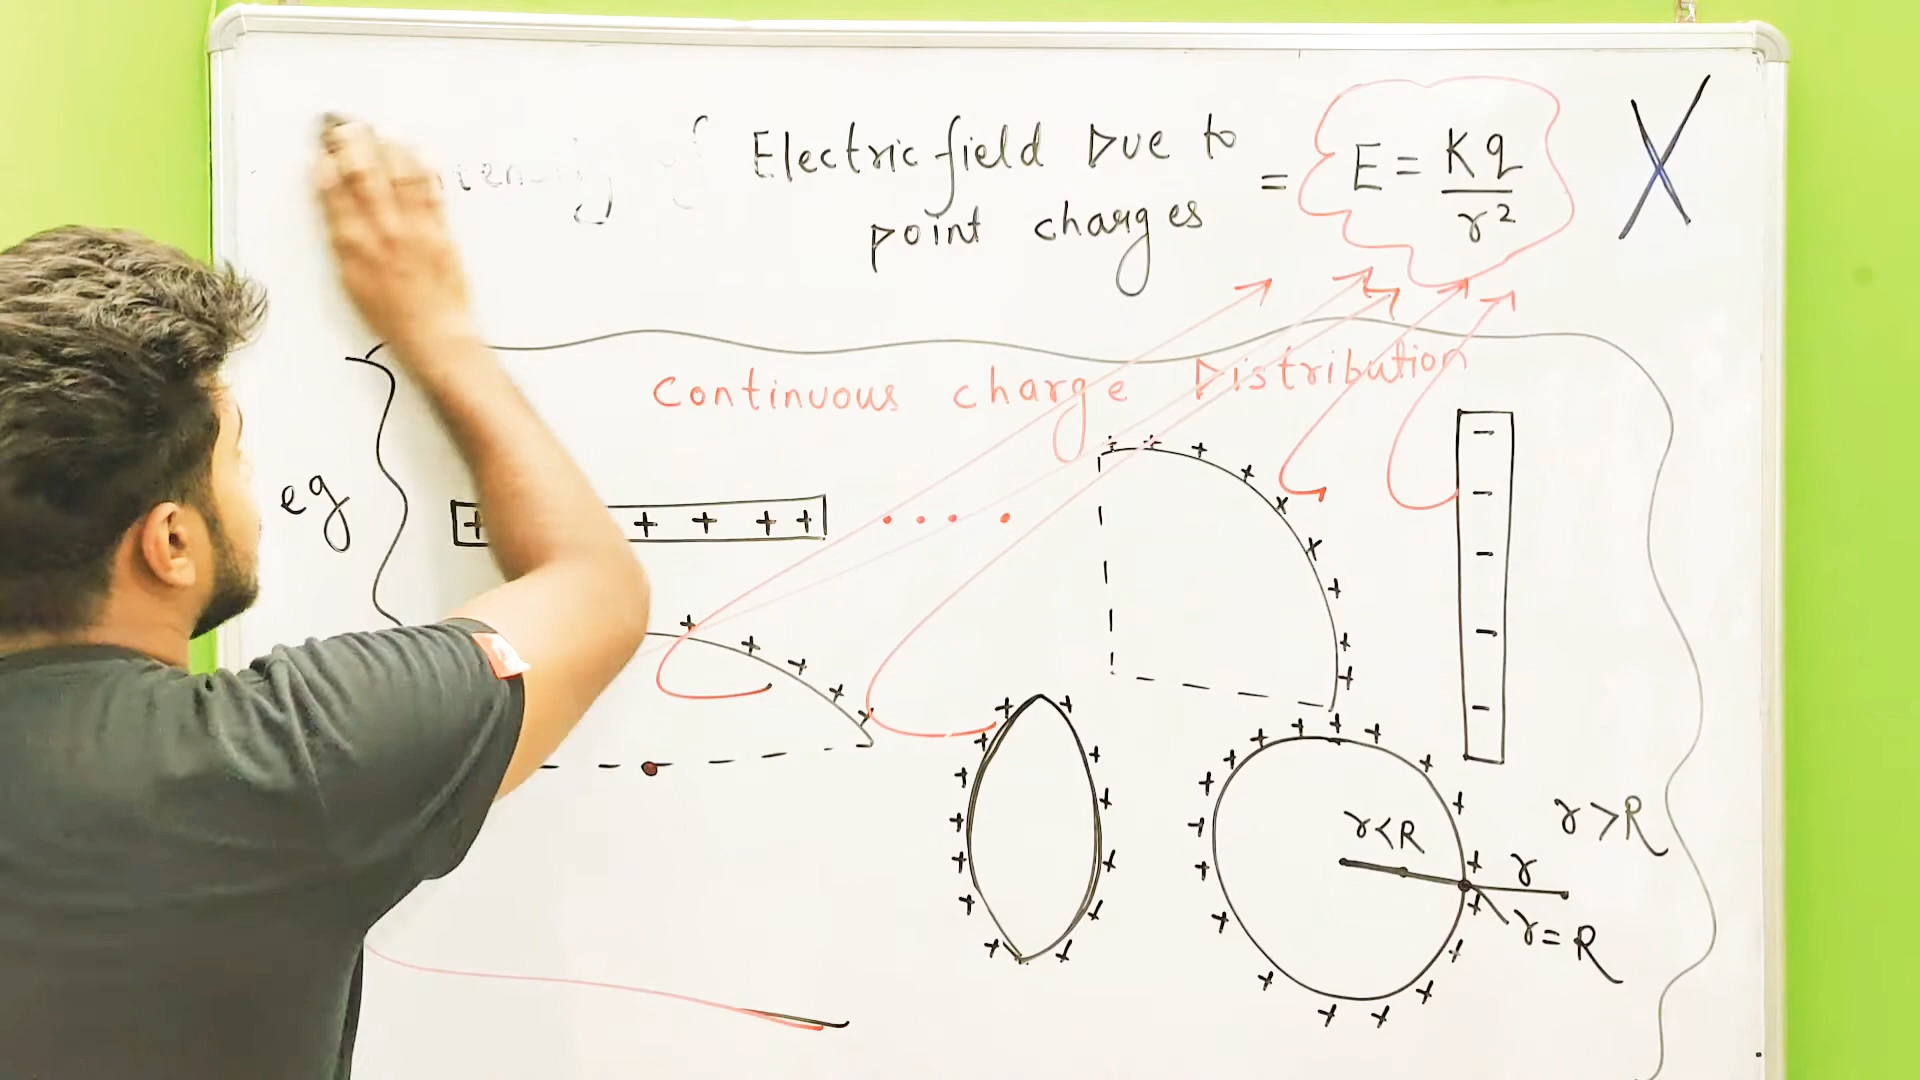 Electric field Due to
point charges
= E = Kq/r²
X
Continuous charge Distribution
eg
+ + + + +
r<R
r>R
r
r=R